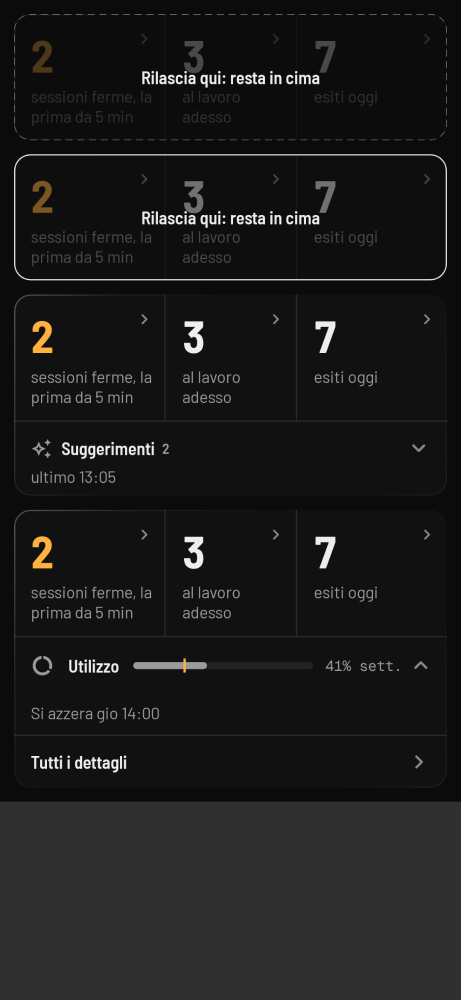 2
3
7
Rilascia qui: resta in cima
sessioni ferme, la
prima da 5 min
al lavoro
adesso
esiti oggi
2
3
7
Rilascia qui: resta in cima
sessioni ferme, la
prima da 5 min
al lavoro
adesso
esiti oggi
2
3
7
sessioni ferme, la
prima da 5 min
al lavoro
adesso
esiti oggi
Suggerimenti 2
ultimo 13:05
2
3
7
sessioni ferme, la
prima da 5 min
al lavoro
adesso
esiti oggi
Utilizzo 41% sett.
Si azzera gio 14:00
Tutti i dettagli